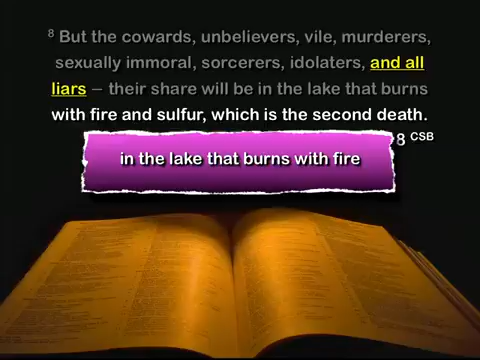 8 But the cowards, unbelievers, vile, murderers,
sexually immoral, sorcerers, idolaters, and all
liars – their share will be in the lake that burns
with fire and sulfur, which is the second death.
8 CSB
in the lake that burns with fire